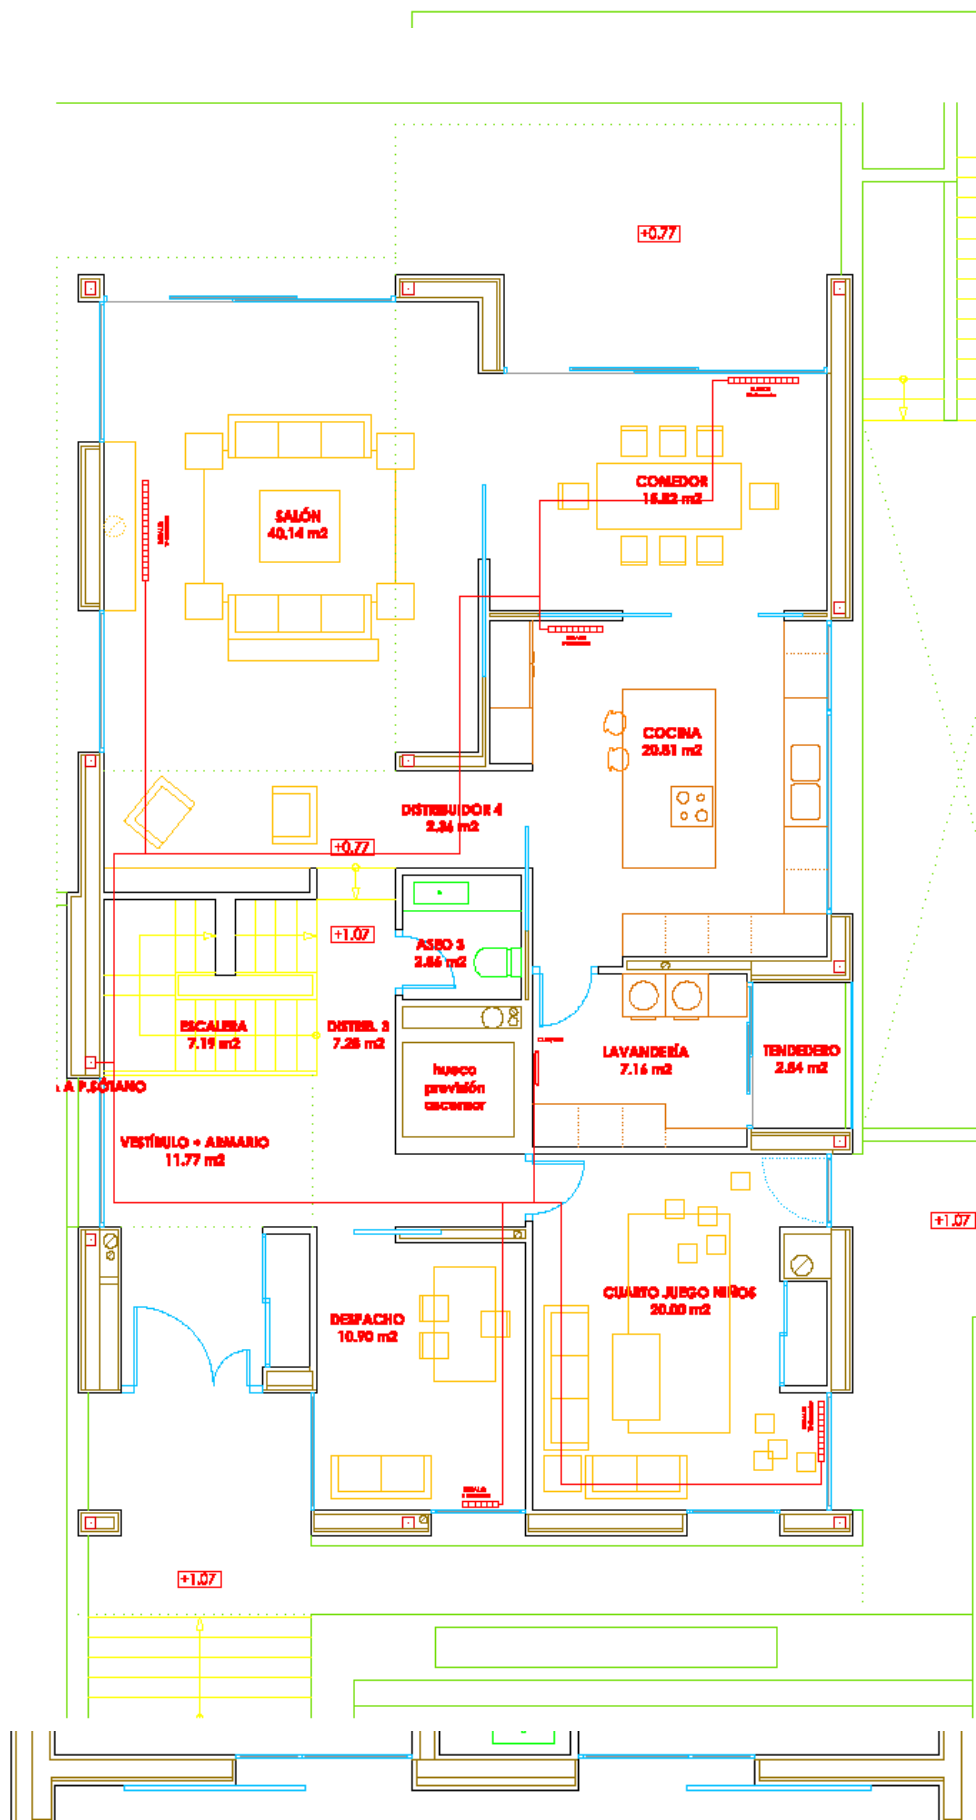 +0.77
COMEDOR
15.82 m2
SALÓN
40.14 m2
COCINA
20.81 m2
DISTRIBUIDOR 4
2.36 m2
+0.77
+1.07
ASEO 3
2.86 m2
ESCALERA
7.19 m2
DISTRIB. 3
7.28 m2
LAVANDERÍA
7.16 m2
TENDEDERO
2.84 m2
hueco
previsión
ascensor
A P.SÓTANO
VESTÍBULO + ARMARIO
11.77 m2
+1.07
CUARTO JUEGO NIÑOS
20.00 m2
DESPACHO
10.90 m2
+1.07